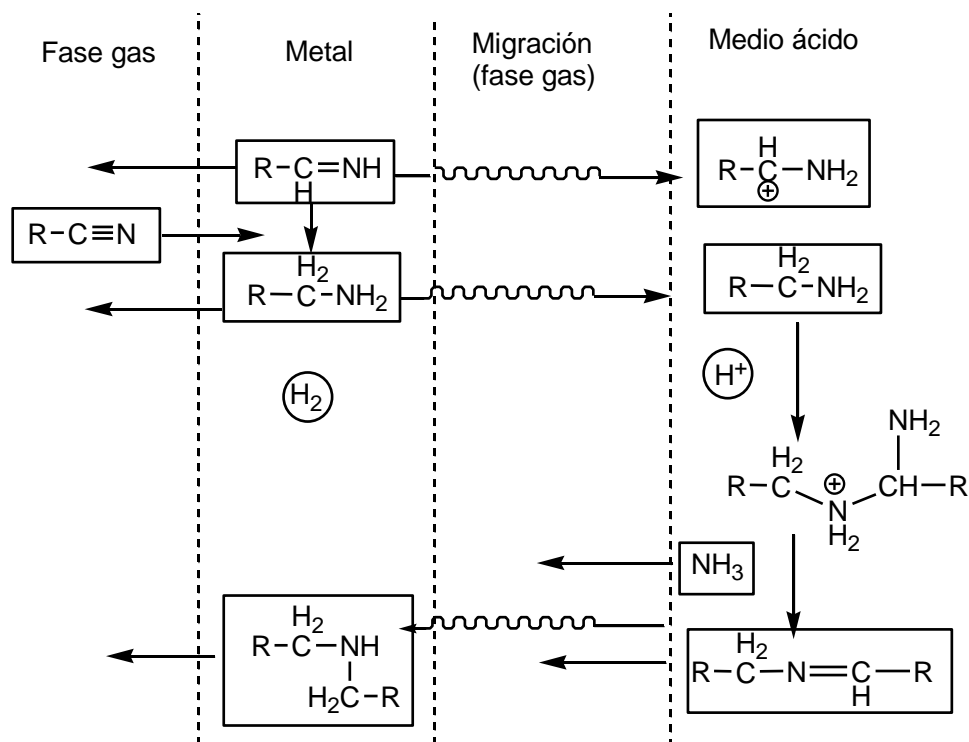 Fase gas
Metal
Migración
(fase gas)
Medio ácido
R-C=NH
H
H
R-C-NH2
⊕
R-C≡N
H2
R-C-NH2
H2
R-C-NH2
H2
H+
NH2
H2
R-C
⊕
CH-R
N
H2
NH3
H2
R-C-NH
H2C-R
H2
R-C-N=C-R
H